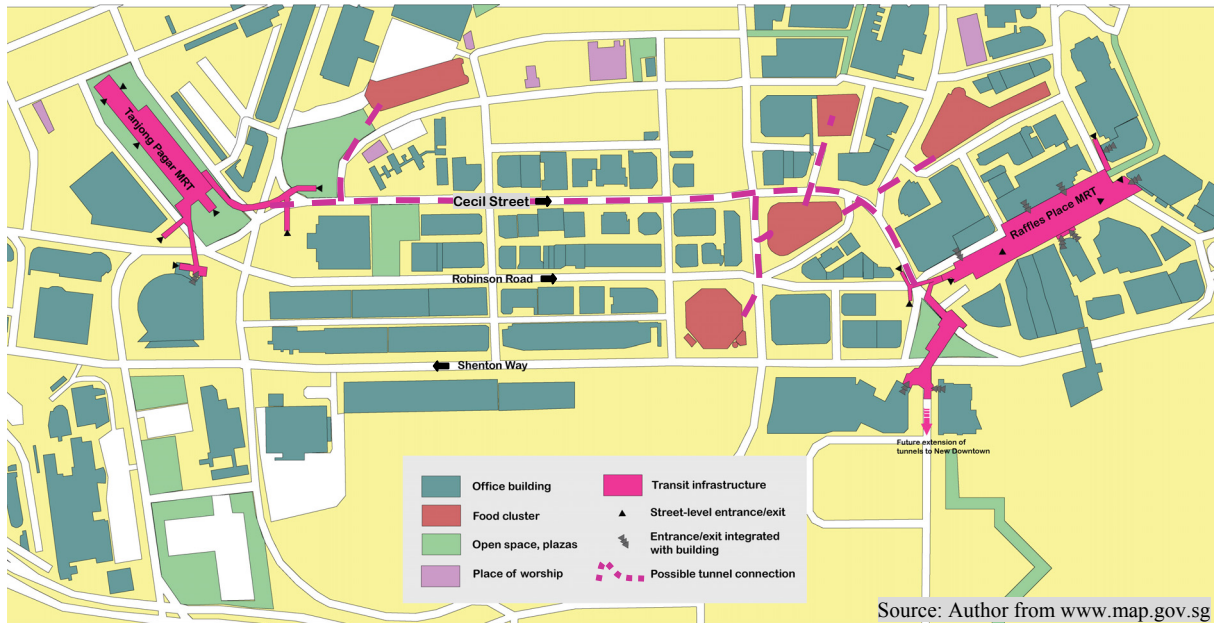 Tanjong Pagar MRT
Raffles Place MRT
Cecil Street
Robinson Road
Shenton Way
Future extension of
tunnels to New Downtown
Office building
Food cluster
Open space, plazas
Place of worship
Transit infrastructure
Street-level entrance/exit
Entrance/exit integrated
with building
Possible tunnel connection
Source: Author from www.map.gov.sg